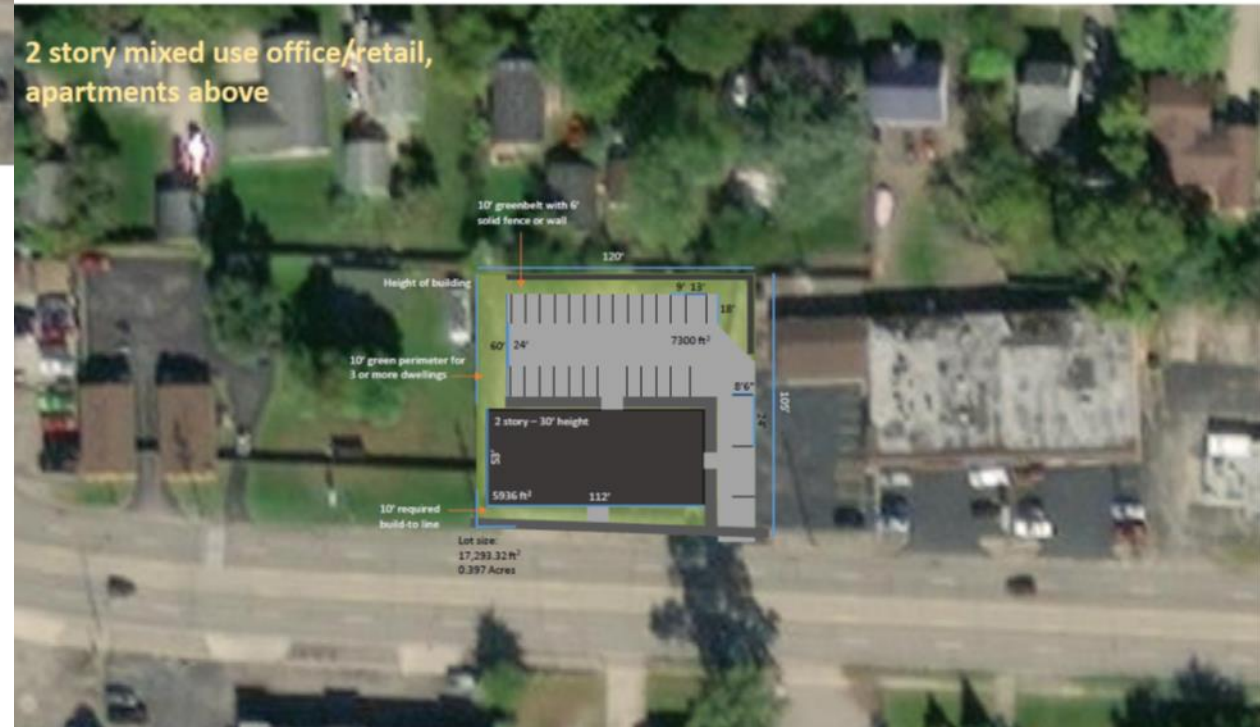 2 story mixed use office/retail,
apartments above
10' greenbelt with 6'
solid fence or wall
120'
Height of building
9' 13'
18'
60' 24'
7300 ft²
10' green perimeter for
3 or more dwellings
8'6"
24'
105'
2 story – 30' height
53'
5936 ft²
112'
10' required
build-to line
Lot size:
17,293.32 ft²
0.397 Acres